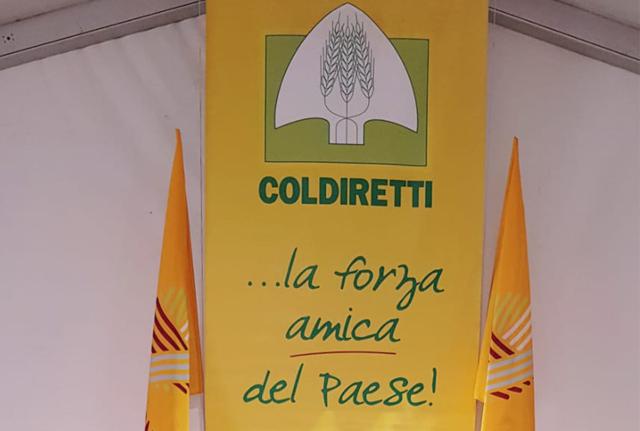 COLDIRETTI
...la forza
amica
del Paese!